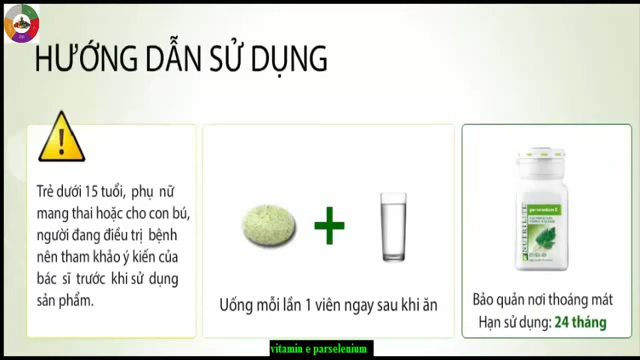 HƯỚNG DẪN SỬ DỤNG
Trẻ dưới 15 tuổi, phụ nữ
mang thai hoặc cho con bú,
người đang điều trị bệnh
nên tham khảo ý kiến của
bác sĩ trước khi sử dụng
sản phẩm.
Uống mỗi lần 1 viên ngay sau khi ăn
NUTRILITE
parselenium E
Bảo quản nơi thoáng mát
Hạn sử dụng: 24 tháng
vitamin e parselenium